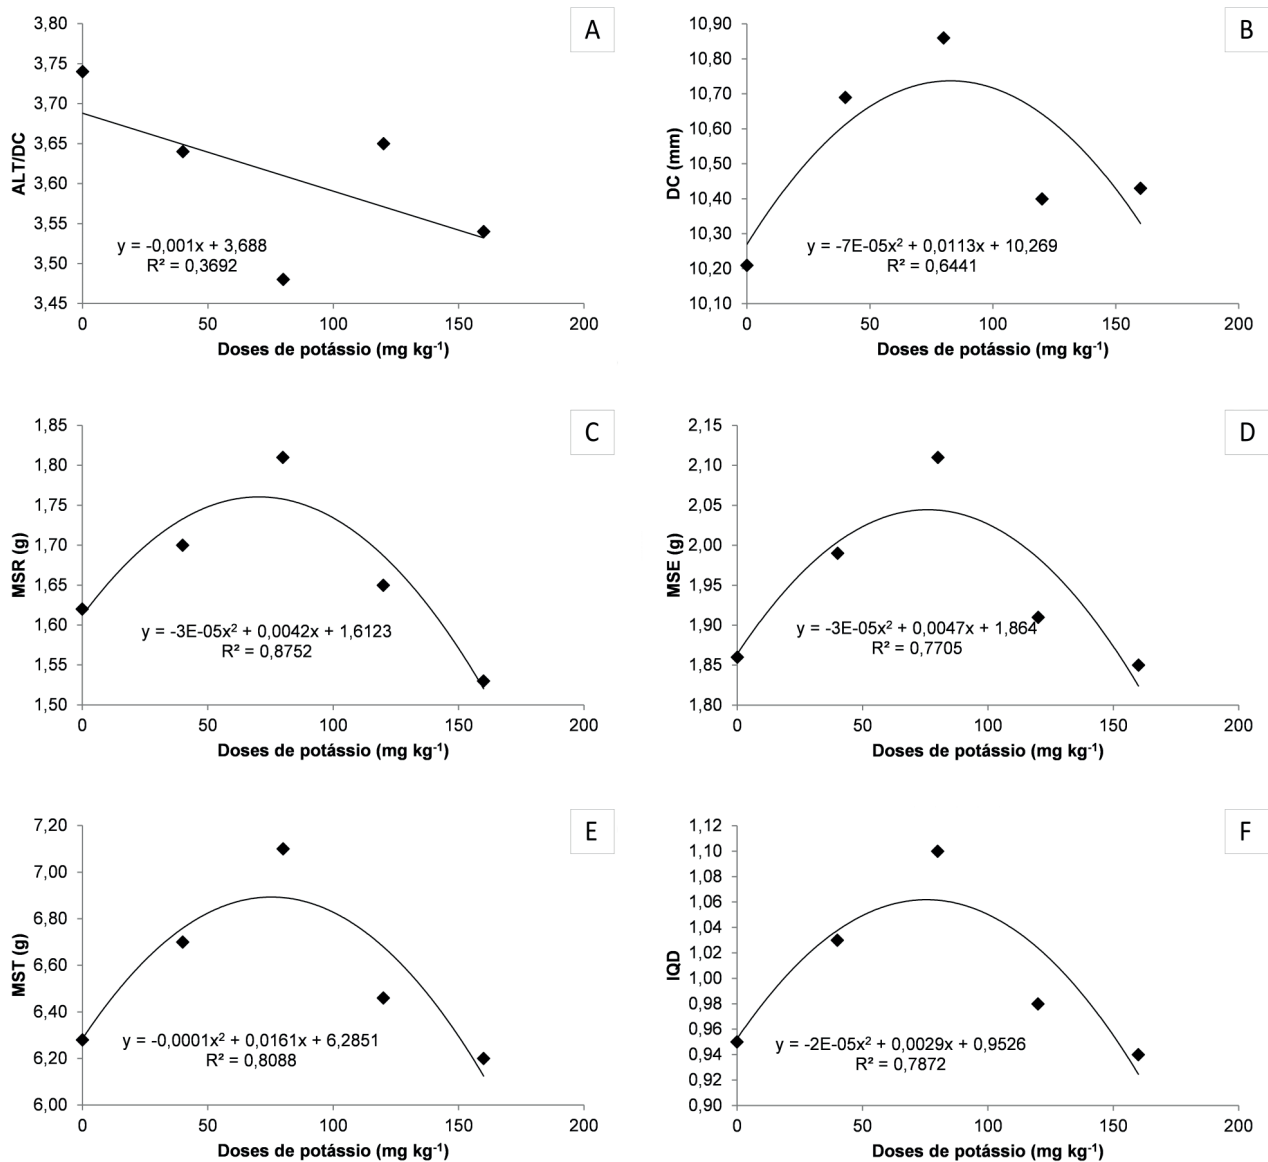 A
3,80
3,75
3,70
3,65
3,60
3,55
3,50
3,45
ALT/DC
y = -0,001x + 3,688
R² = 0,3692
0 50 100 150 200
Doses de potássio (mg kg⁻¹)
B
10,90
10,80
10,70
10,60
10,50
10,40
10,30
10,20
10,10
DC (mm)
y = -7E-05x² + 0,0113x + 10,269
R² = 0,6441
0 50 100 150 200
Doses de potássio (mg kg⁻¹)
C
1,85
1,80
1,75
1,70
1,65
1,60
1,55
1,50
MSR (g)
y = -3E-05x² + 0,0042x + 1,6123
R² = 0,8752
0 50 100 150 200
Doses de potássio (mg kg⁻¹)
D
2,15
2,10
2,05
2,00
1,95
1,90
1,85
1,80
MSE (g)
y = -3E-05x² + 0,0047x + 1,864
R² = 0,7705
0 50 100 150 200
Doses de potássio (mg kg⁻¹)
E
7,20
7,00
6,80
6,60
6,40
6,20
6,00
MST (g)
y = -0,0001x² + 0,0161x + 6,2851
R² = 0,8088
0 50 100 150 200
Doses de potássio (mg kg⁻¹)
F
1,12
1,10
1,08
1,06
1,04
1,02
1,00
0,98
0,96
0,94
0,92
0,90
IQD
y = -2E-05x² + 0,0029x + 0,9526
R² = 0,7872
0 50 100 150 200
Doses de potássio (mg kg⁻¹)